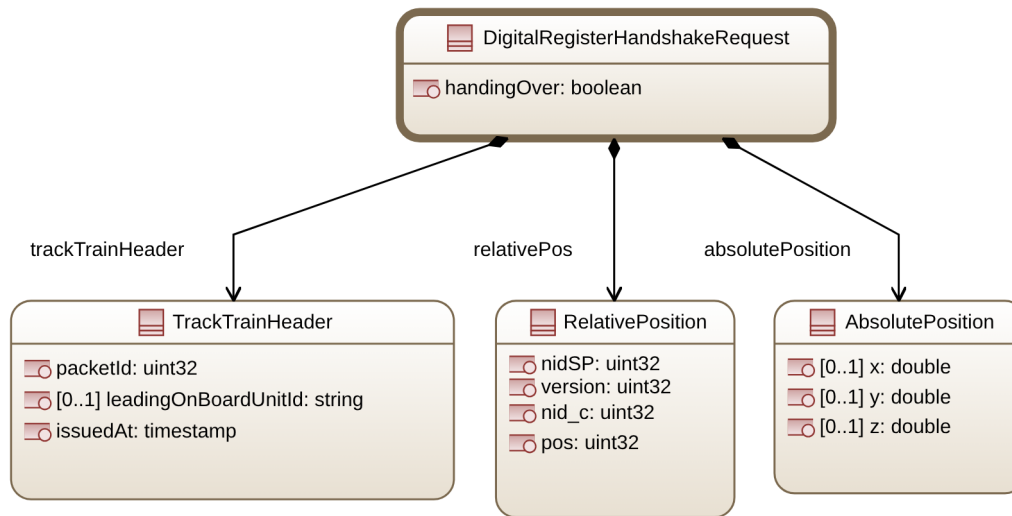 DigitalRegisterHandshakeRequest
handingOver: boolean
trackTrainHeader
relativePos
absolutePosition
TrackTrainHeader
packetId: uint32
[0..1] leadingOnBoardUnitId: string
issuedAt: timestamp
RelativePosition
nidSP: uint32
version: uint32
nid_c: uint32
pos: uint32
AbsolutePosition
[0..1] x: double
[0..1] y: double
[0..1] z: double